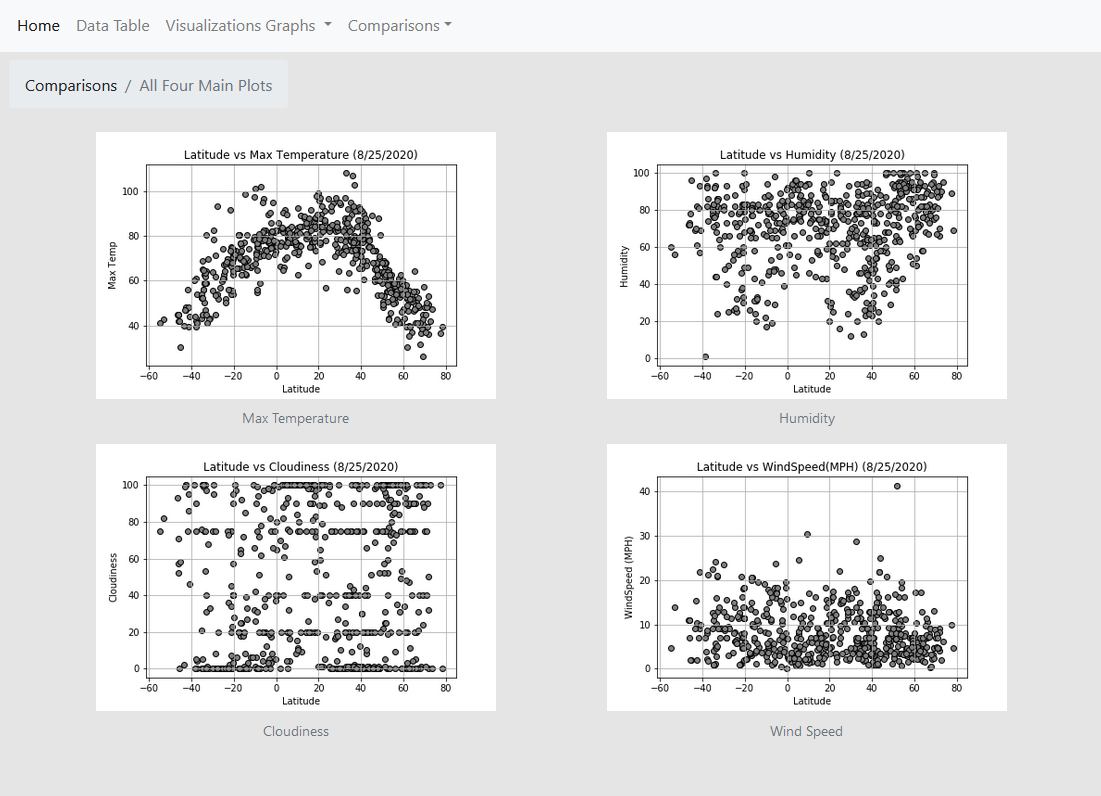 Home Data Table Visualizations Graphs Comparisons
Comparisons / All Four Main Plots
Latitude vs Max Temperature (8/25/2020)
100
80
60
40
Max Temp
−60 −40 −20 0 20 40 60 80
Latitude
Max Temperature
Latitude vs Humidity (8/25/2020)
100
80
60
40
20
0
Humidity
−60 −40 −20 0 20 40 60 80
Latitude
Humidity
Latitude vs Cloudiness (8/25/2020)
100
80
60
40
20
0
Cloudiness
−60 −40 −20 0 20 40 60 80
Latitude
Cloudiness
Latitude vs WindSpeed(MPH) (8/25/2020)
40
30
20
10
0
WindSpeed (MPH)
−60 −40 −20 0 20 40 60 80
Latitude
Wind Speed